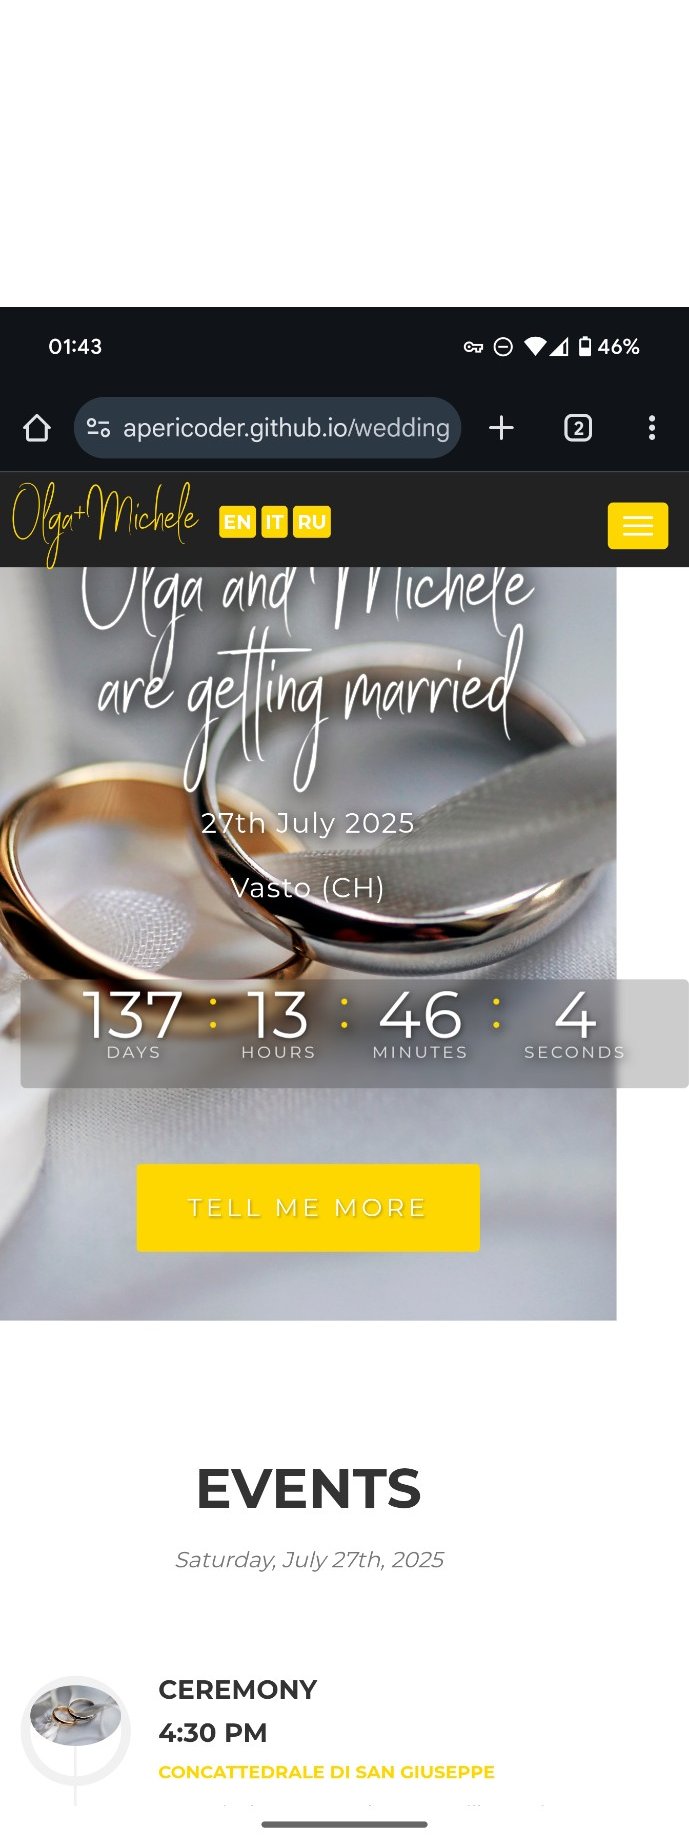 01:43
46%
apericoder.github.io/wedding
2
Olga+Michele
EN IT RU
Olga and Michele
are getting married
27th July 2025
Vasto (CH)
137 : 13 : 46 : 4
DAYS HOURS MINUTES SECONDS
TELL ME MORE
EVENTS
Saturday, July 27th, 2025
CEREMONY
4:30 PM
CONCATTEDRALE DI SAN GIUSEPPE